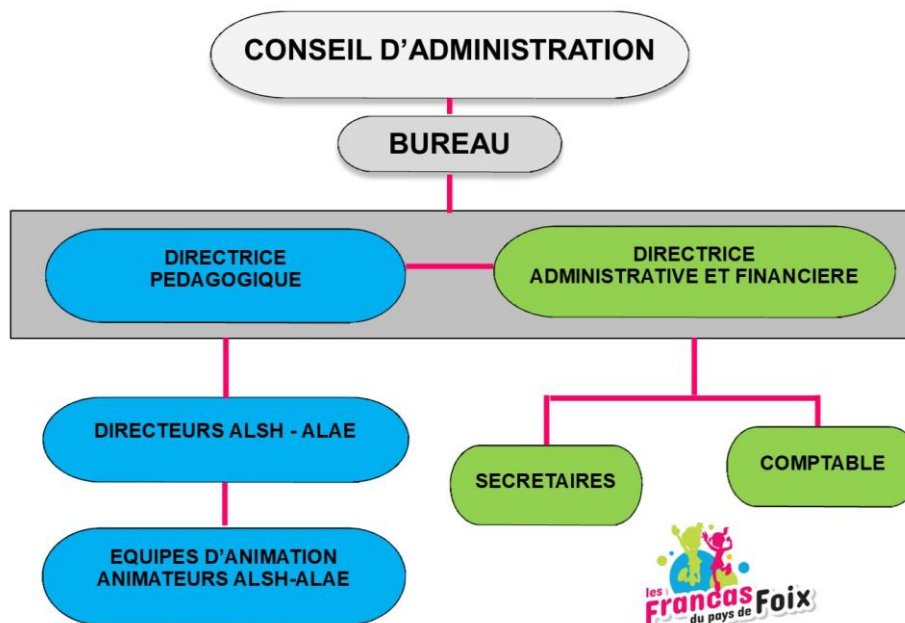 CONSEIL D’ADMINISTRATION
BUREAU
DIRECTRICE
PEDAGOGIQUE
DIRECTRICE
ADMINISTRATIVE ET FINANCIERE
DIRECTEURS ALSH - ALAE
SECRETAIRES
COMPTABLE
EQUIPES D’ANIMATION
ANIMATEURS ALSH-ALAE
les
Francas
du pays de Foix